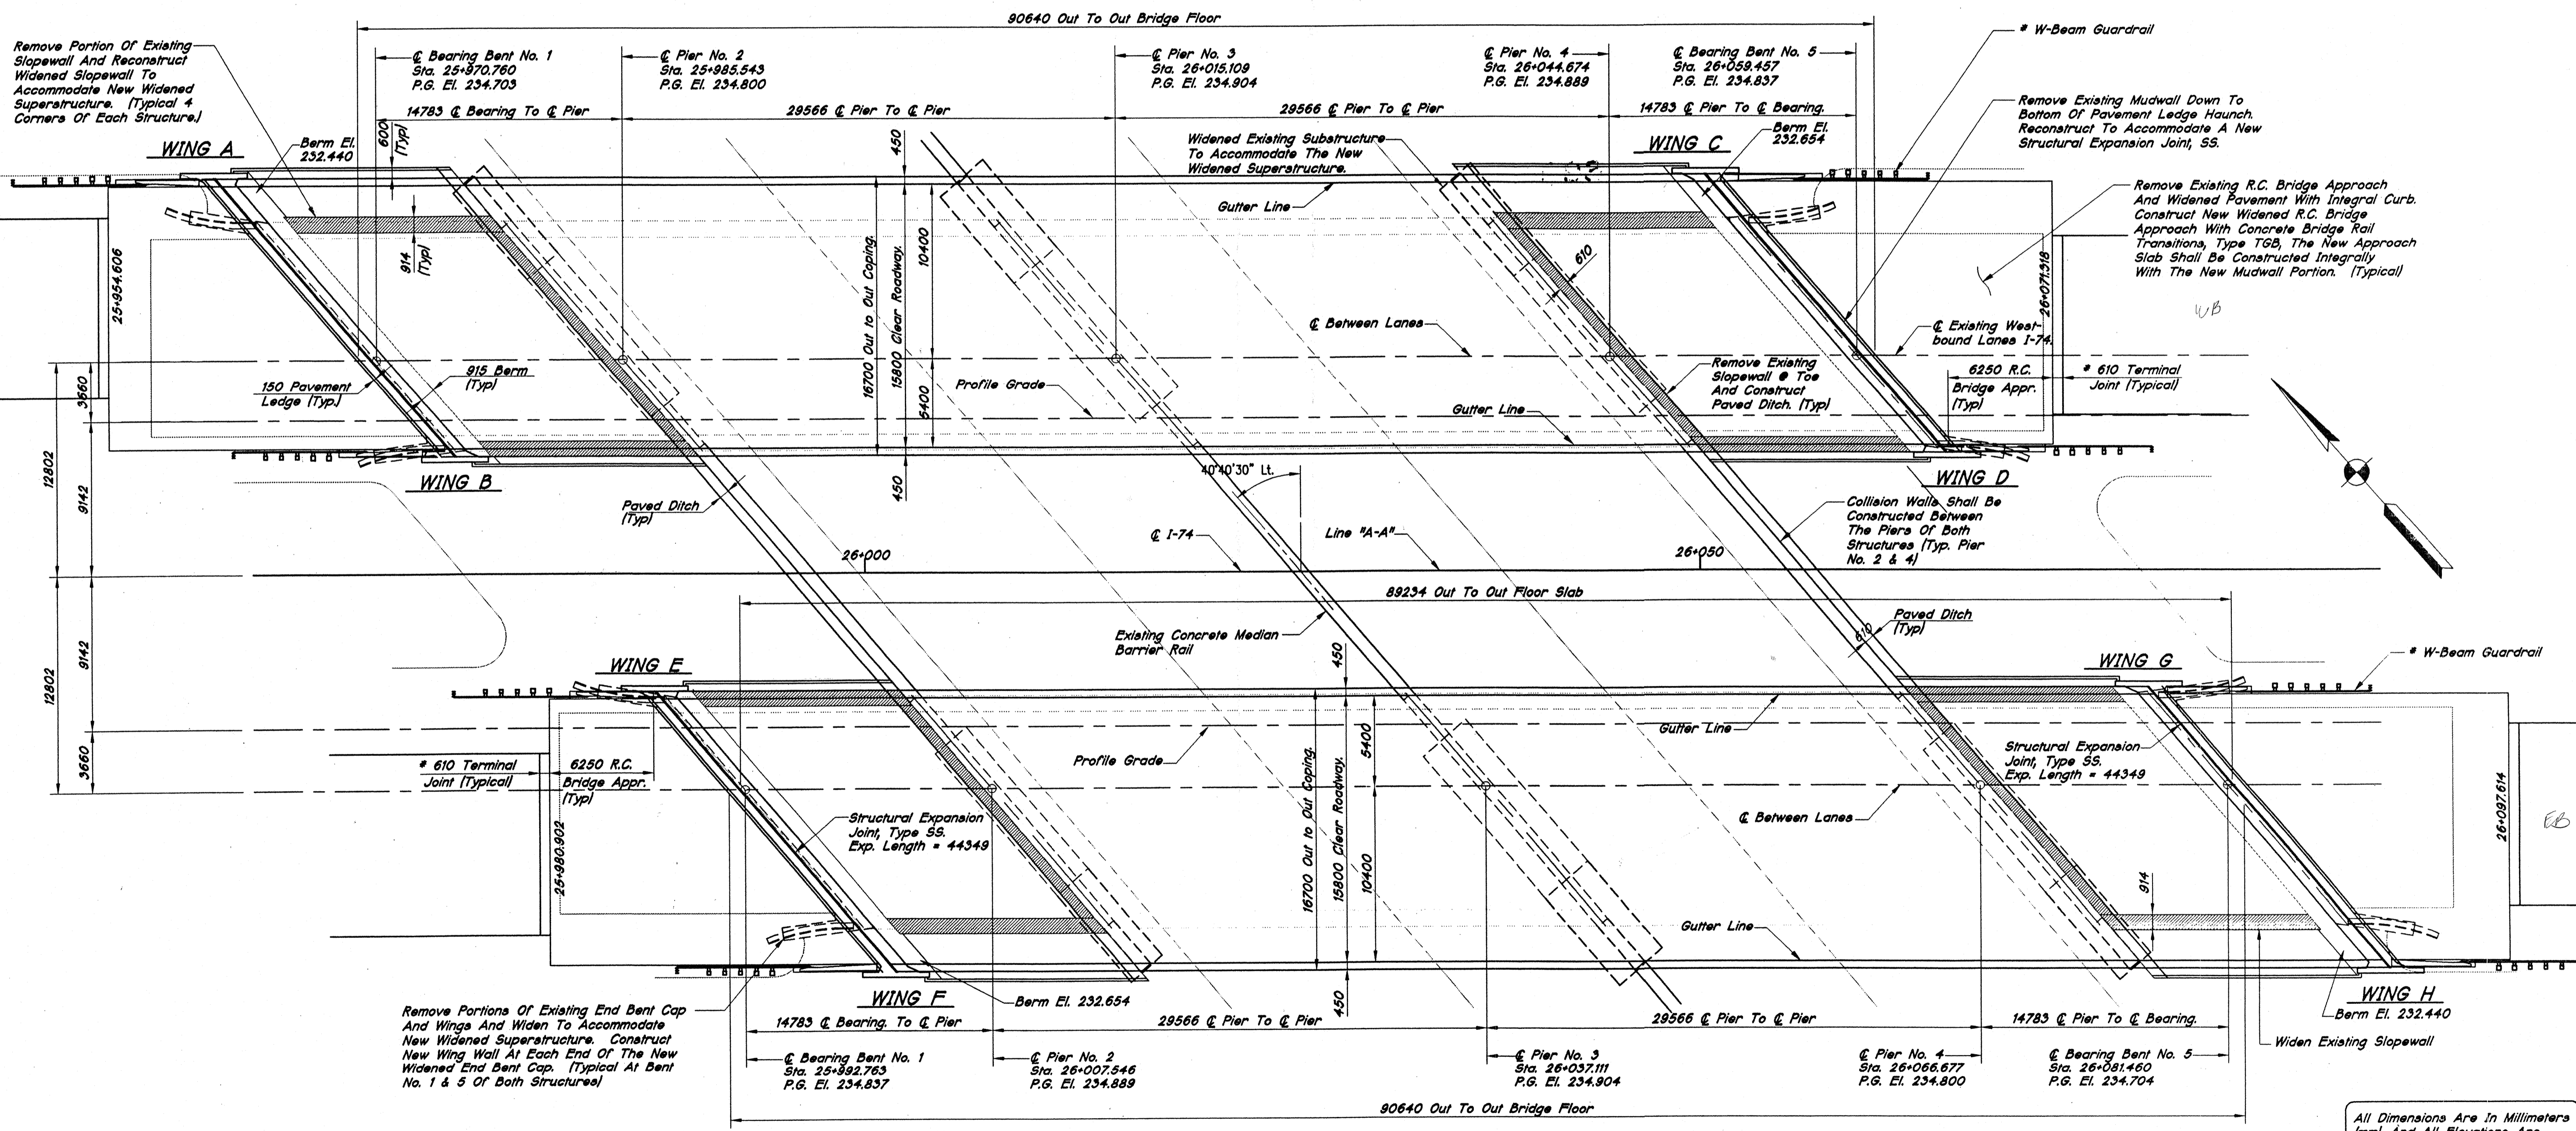 90640 Out To Out Bridge Floor
Remove Portion Of Existing
Slopewall And Reconstruct
Widened Slopewall To
Accommodate New Widened
Superstructure. (Typical 4
Corners Of Each Structure.)
℄ Bearing Bent No. 1
Sta. 25+970.760
P.G. El. 234.703
℄ Pier No. 2
Sta. 25+985.543
P.G. El. 234.800
℄ Pier No. 3
Sta. 26+015.109
P.G. El. 234.904
℄ Pier No. 4
Sta. 26+044.674
P.G. El. 234.889
℄ Bearing Bent No. 5
Sta. 26+059.457
P.G. El. 234.837
* W-Beam Guardrail
14783 ℄ Bearing To ℄ Pier
29566 ℄ Pier To ℄ Pier
29566 ℄ Pier To ℄ Pier
14783 ℄ Pier To ℄ Bearing.
Remove Existing Mudwall Down To
Bottom Of Pavement Ledge Haunch.
Reconstruct To Accommodate A New
Structural Expansion Joint, SS.
WING A
Berm El.
232.440
600
(Typ)
450
Widened Existing Substructure
To Accommodate The New
Widened Superstructure.
WING C
Berm El.
232.654
Remove Existing R.C. Bridge Approach
And Widened Pavement With Integral Curb.
Construct New Widened R.C. Bridge
Approach With Concrete Bridge Rail
Transitions, Type TGB, The New Approach
Slab Shall Be Constructed Integrally
With The New Mudwall Portion. (Typical)
Gutter Line
914
(Typ)
25+954.606
16700 Out to Out Coping.
15800 Clear Roadway.
10400
610
26+071.318
WB
℄ Between Lanes
℄ Existing West-
bound Lanes I-74.
150 Pavement
Ledge (Typ.)
915 Berm
(Typ)
Profile Grade
5400
Gutter Line
Remove Existing
Slopewall @ Toe
And Construct
Paved Ditch. (Typ)
6250 R.C.
Bridge Appr.
(Typ)
* 610 Terminal
Joint (Typical)
3660
12802
9142
WING B
450
40°40'30" Lt.
WING D
Paved Ditch
(Typ)
Collision Walls Shall Be
Constructed Between
The Piers Of Both
Structures (Typ. Pier
No. 2 & 4)
26+000
℄ I-74
Line "A-A"
26+050
89234 Out To Out Floor Slab
Existing Concrete Median
Barrier Rail
Paved Ditch
(Typ)
610
12802
9142
3660
WING E
450
WING G
* W-Beam Guardrail
Gutter Line
Profile Grade
5400
* 610 Terminal
Joint (Typical)
6250 R.C.
Bridge Appr.
(Typ)
Structural Expansion
Joint, Type SS.
Exp. Length = 44349
25+980.902
Structural Expansion
Joint, Type SS.
Exp. Length = 44349
16700 Out to Out Coping.
15800 Clear Roadway.
10400
℄ Between Lanes
26+097.614
EB
914
Gutter Line
Remove Portions Of Existing End Bent Cap
And Wings And Widen To Accommodate
New Widened Superstructure. Construct
New Wing Wall At Each End Of The New
Widened End Bent Cap. (Typical At Bent
No. 1 & 5 Of Both Structures)
WING F
Berm El. 232.654
450
WING H
Berm El. 232.440
Widen Existing Slopewall
14783 ℄ Bearing. To ℄ Pier
29566 ℄ Pier To ℄ Pier
29566 ℄ Pier To ℄ Pier
14783 ℄ Pier To ℄ Bearing.
℄ Bearing Bent No. 1
Sta. 25+992.763
P.G. El. 234.837
℄ Pier No. 2
Sta. 26+007.546
P.G. El. 234.889
℄ Pier No. 3
Sta. 26+037.111
P.G. El. 234.904
℄ Pier No. 4
Sta. 26+066.677
P.G. El. 234.800
℄ Bearing Bent No. 5
Sta. 26+081.460
P.G. El. 234.704
90640 Out To Out Bridge Floor
All Dimensions Are In Millimeters
(mm) And All Elevations Are